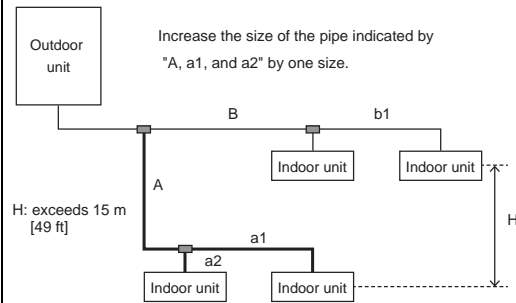 Outdoor
unit
Increase the size of the pipe indicated by
"A, a1, and a2" by one size.
B
b1
Indoor unit
Indoor unit
A
H: exceeds 15 m
[49 ft]
H
a1
a2
Indoor unit
Indoor unit